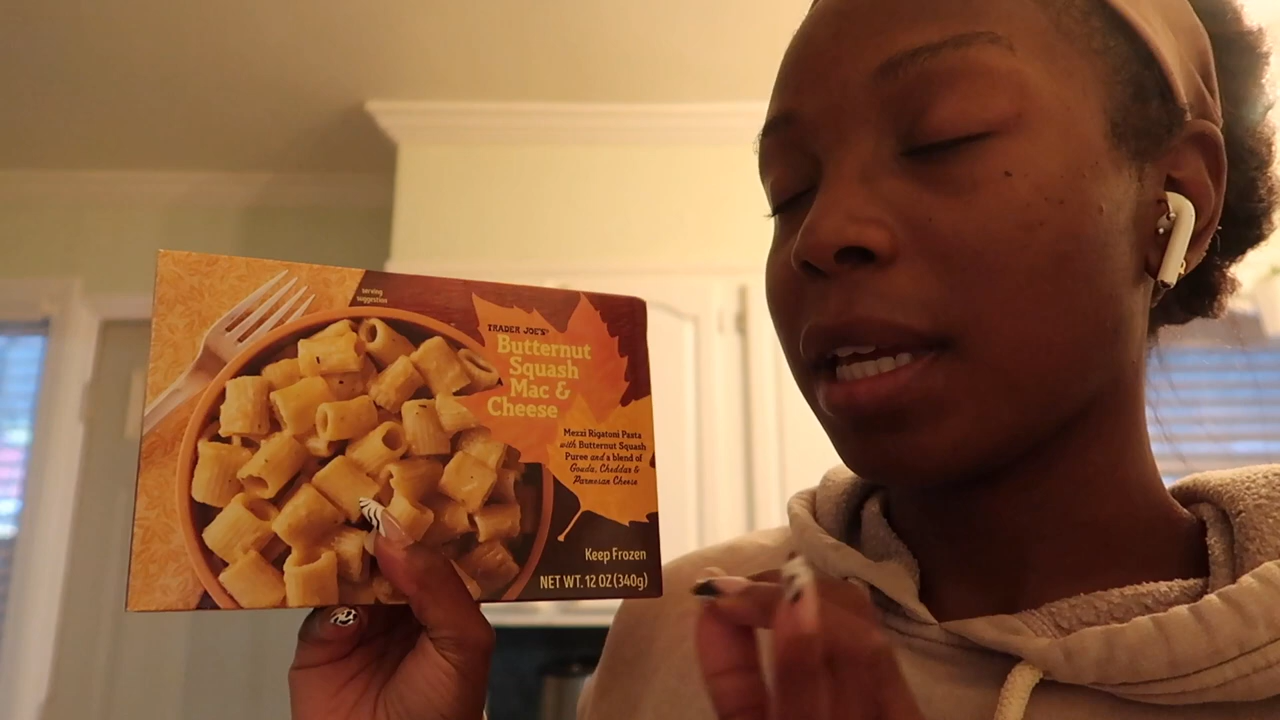 serving
suggestion
TRADER JOE'S®
Butternut
Squash
Mac &
Cheese
Mezzi Rigatoni Pasta
with Butternut Squash
Puree and a blend of
Gouda, Cheddar &
Parmesan Cheese
Keep Frozen
NET WT. 12 OZ (340g)